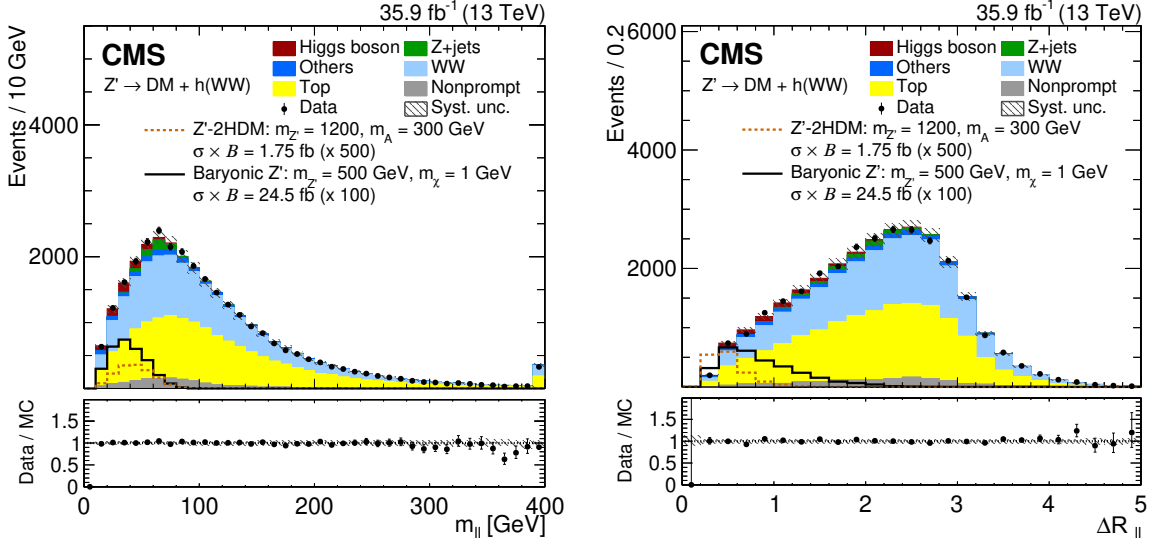 35.9 fb⁻¹ (13 TeV)
Events / 10 GeV
CMS
Z' → DM + h(WW)
Higgs boson
Z+jets
Others
WW
Top
Nonprompt
Data
Syst. unc.
Z'-2HDM: m_Z' = 1200, m_A = 300 GeV
σ × B = 1.75 fb (x 500)
Baryonic Z': m_Z' = 500 GeV, m_χ = 1 GeV
σ × B = 24.5 fb (x 100)
4000
2000
Data / MC
1.5
1
0.5
0
0 100 200 300 400
m_ll [GeV]
35.9 fb⁻¹ (13 TeV)
Events / 0.2
6000
CMS
Z' → DM + h(WW)
Higgs boson
Z+jets
Others
WW
Top
Nonprompt
Data
Syst. unc.
Z'-2HDM: m_Z' = 1200, m_A = 300 GeV
σ × B = 1.75 fb (x 500)
Baryonic Z': m_Z' = 500 GeV, m_χ = 1 GeV
σ × B = 24.5 fb (x 100)
4000
2000
Data / MC
1.5
1
0.5
0
0 1 2 3 4 5
ΔR_ll